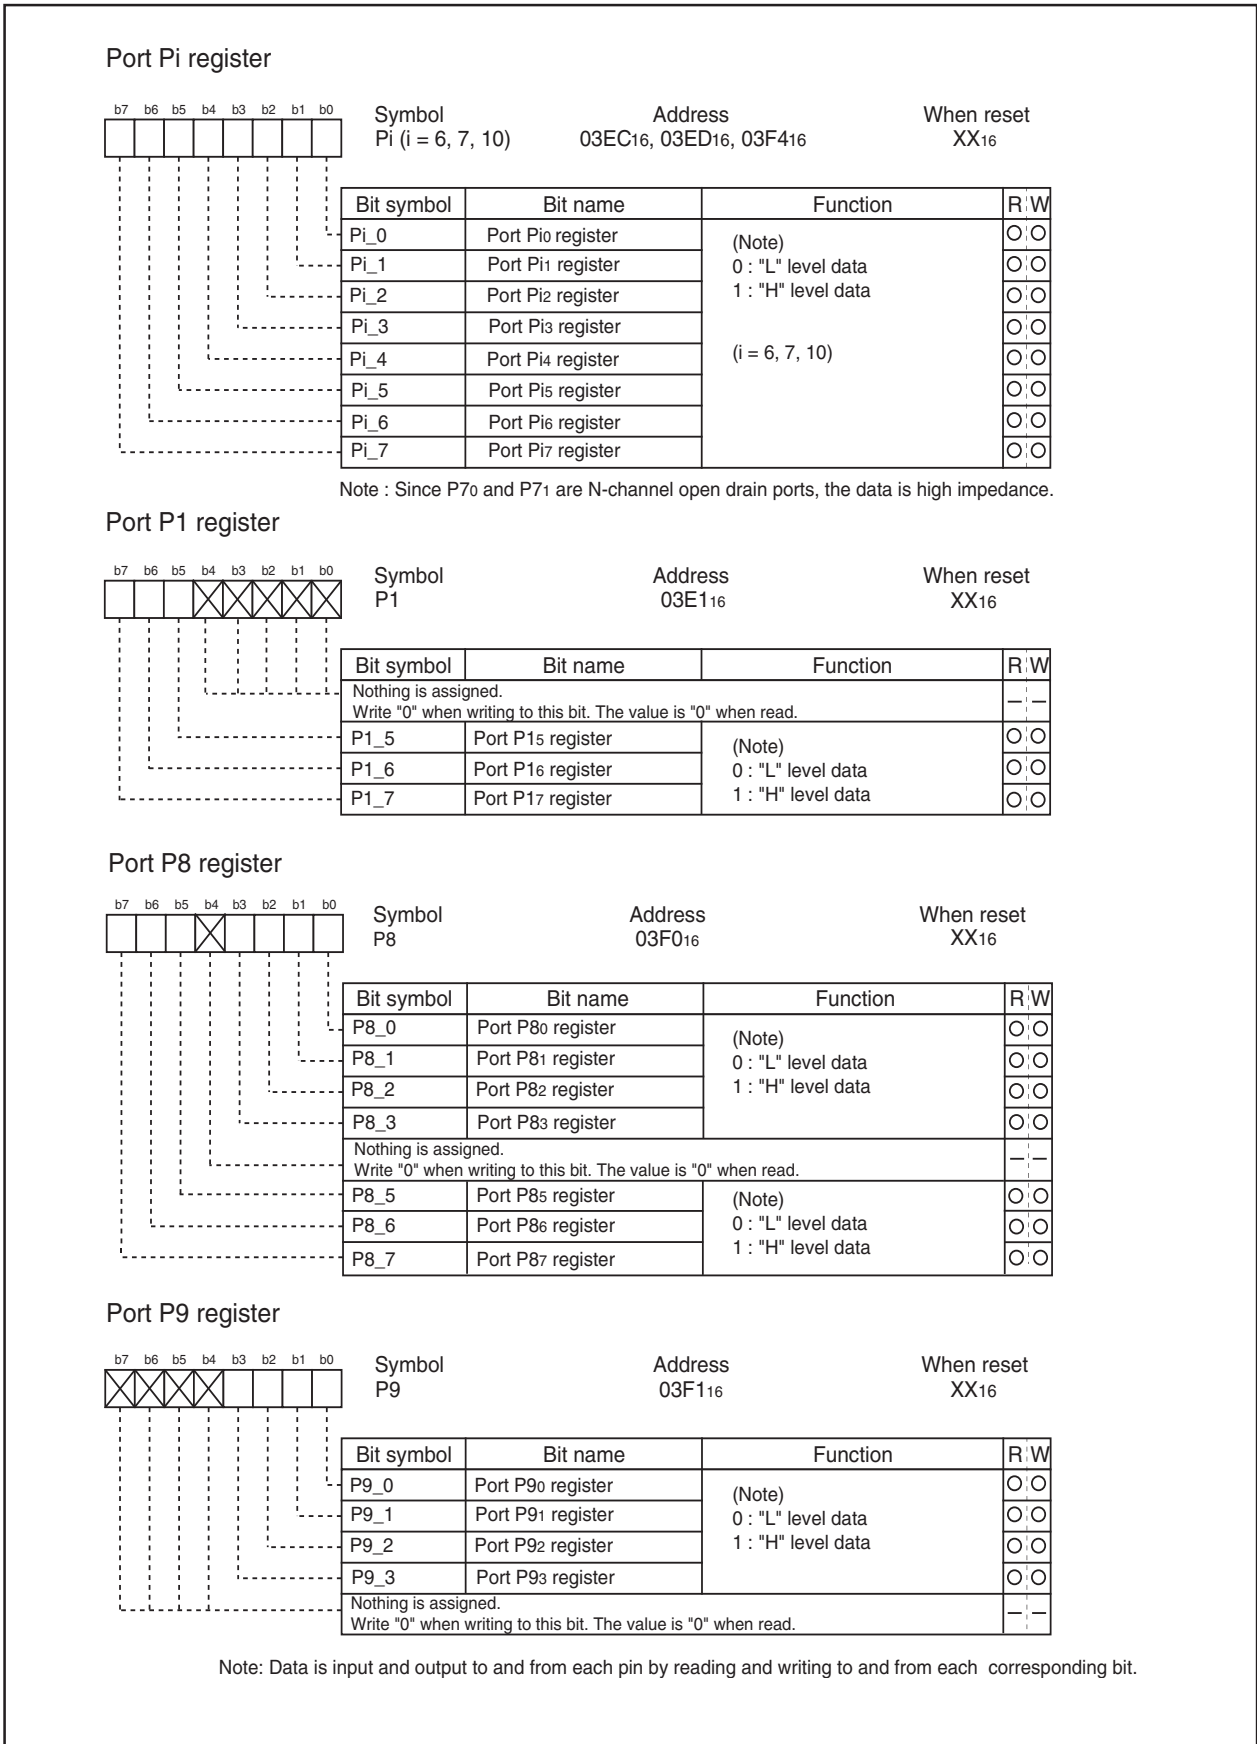 Port Pi register
b7 b6 b5 b4 b3 b2 b1 b0
Symbol Address When reset
Pi (i = 6, 7, 10) 03EC16, 03ED16, 03F416 XX16
Bit symbol Bit name Function R W
Pi_0 Port Pi0 register (Note) O O
Pi_1 Port Pi1 register 0 : "L" level data O O
Pi_2 Port Pi2 register 1 : "H" level data O O
Pi_3 Port Pi3 register O O
Pi_4 Port Pi4 register (i = 6, 7, 10) O O
Pi_5 Port Pi5 register O O
Pi_6 Port Pi6 register O O
Pi_7 Port Pi7 register O O
Note : Since P70 and P71 are N-channel open drain ports, the data is high impedance.
Port P1 register
b7 b6 b5 b4 b3 b2 b1 b0
Symbol Address When reset
P1 03E116 XX16
Bit symbol Bit name Function R W
Nothing is assigned.
Write "0" when writing to this bit. The value is "0" when read. – –
P1_5 Port P15 register (Note) O O
P1_6 Port P16 register 0 : "L" level data O O
P1_7 Port P17 register 1 : "H" level data O O
Port P8 register
b7 b6 b5 b4 b3 b2 b1 b0
Symbol Address When reset
P8 03F016 XX16
Bit symbol Bit name Function R W
P8_0 Port P80 register (Note) O O
P8_1 Port P81 register 0 : "L" level data O O
P8_2 Port P82 register 1 : "H" level data O O
P8_3 Port P83 register O O
Nothing is assigned.
Write "0" when writing to this bit. The value is "0" when read. – –
P8_5 Port P85 register (Note) O O
P8_6 Port P86 register 0 : "L" level data O O
P8_7 Port P87 register 1 : "H" level data O O
Port P9 register
b7 b6 b5 b4 b3 b2 b1 b0
Symbol Address When reset
P9 03F116 XX16
Bit symbol Bit name Function R W
P9_0 Port P90 register (Note) O O
P9_1 Port P91 register 0 : "L" level data O O
P9_2 Port P92 register 1 : "H" level data O O
P9_3 Port P93 register O O
Nothing is assigned.
Write "0" when writing to this bit. The value is "0" when read. – –
Note: Data is input and output to and from each pin by reading and writing to and from each corresponding bit.